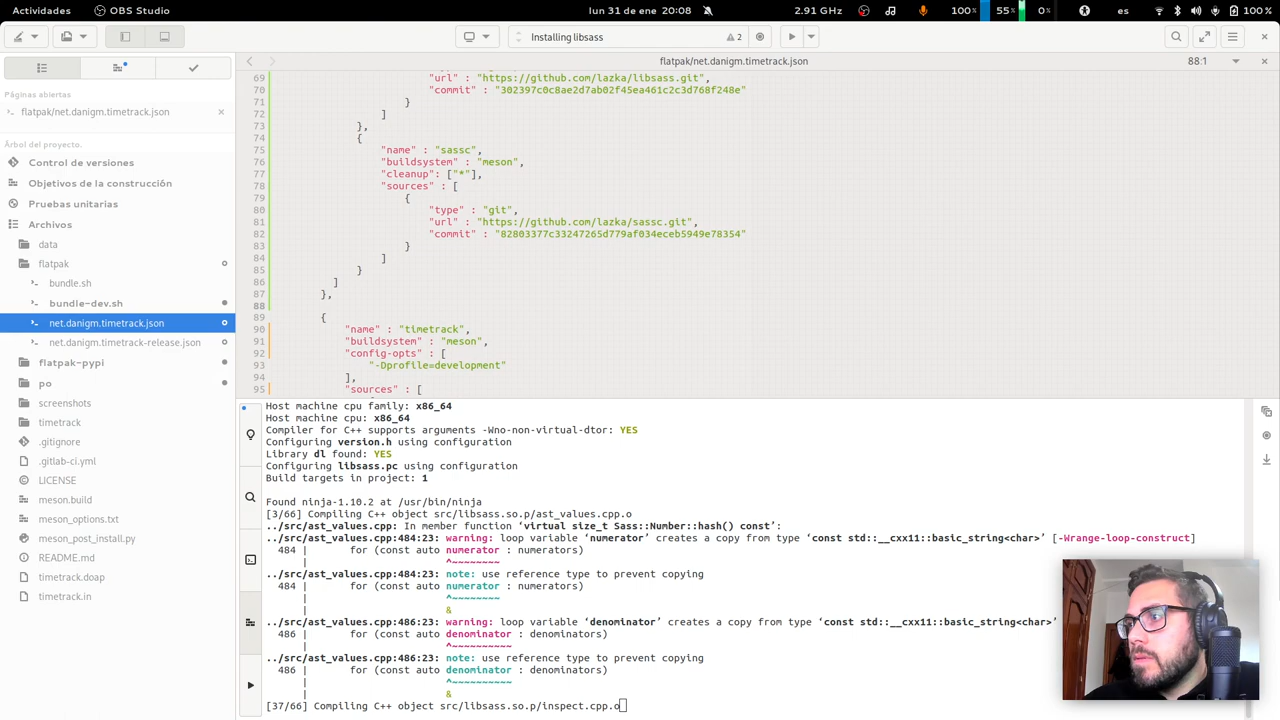 Actividades
OBS Studio
lun 31 de ene 20:08
2.91 GHz
100%
55%
0%
es
100 %
Installing libsass
2
Páginas abiertas
flatpak/net.danigm.timetrack.json
Árbol del proyecto.
Control de versiones
Objetivos de la construcción
Pruebas unitarias
Archivos
data
flatpak
bundle.sh
bundle-dev.sh
net.danigm.timetrack.json
net.danigm.timetrack-release.json
flatpak-pypi
po
screenshots
timetrack
.gitignore
.gitlab-ci.yml
LICENSE
meson.build
meson_options.txt
meson_post_install.py
README.md
timetrack.doap
timetrack.in
flatpak/net.danigm.timetrack.json
88:1
69 "url" : "https://github.com/lazka/libsass.git",
70 "commit" : "302397c0c8ae2d7ab02f45ea461c2c3d768f248e"
71 }
72 ]
73 },
74 {
75 "name" : "sassc",
76 "buildsystem" : "meson",
77 "cleanup": ["*"],
78 "sources" : [
79 {
80 "type" : "git",
81 "url" : "https://github.com/lazka/sassc.git",
82 "commit" : "82803377c33247265d779af034eceb5949e78354"
83 }
84 ]
85 }
86 ]
87 },
88
89 {
90 "name" : "timetrack",
91 "buildsystem" : "meson",
92 "config-opts" : [
93 "-Dprofile=development"
94 ],
95 "sources" : [
Host machine cpu family: x86_64
Host machine cpu: x86_64
Compiler for C++ supports arguments -Wno-non-virtual-dtor: YES
Configuring version.h using configuration
Library dl found: YES
Configuring libsass.pc using configuration
Build targets in project: 1
Found ninja-1.10.2 at /usr/bin/ninja
[3/66] Compiling C++ object src/libsass.so.p/ast_values.cpp.o
../src/ast_values.cpp: In member function ‘virtual size_t Sass::Number::hash() const’:
../src/ast_values.cpp:484:23: warning: loop variable ‘numerator’ creates a copy from type ‘const std::__cxx11::basic_string<char>’ [-Wrange-loop-construct]
484 | for (const auto numerator : numerators)
| ^~~~~~~~~
../src/ast_values.cpp:484:23: note: use reference type to prevent copying
484 | for (const auto numerator : numerators)
| ^~~~~~~~~
| &
../src/ast_values.cpp:486:23: warning: loop variable ‘denominator’ creates a copy from type ‘const std::__cxx11::basic_string<char>’
486 | for (const auto denominator : denominators)
| ^~~~~~~~~~~
../src/ast_values.cpp:486:23: note: use reference type to prevent copying
486 | for (const auto denominator : denominators)
| ^~~~~~~~~~~
| &
[37/66] Compiling C++ object src/libsass.so.p/inspect.cpp.o